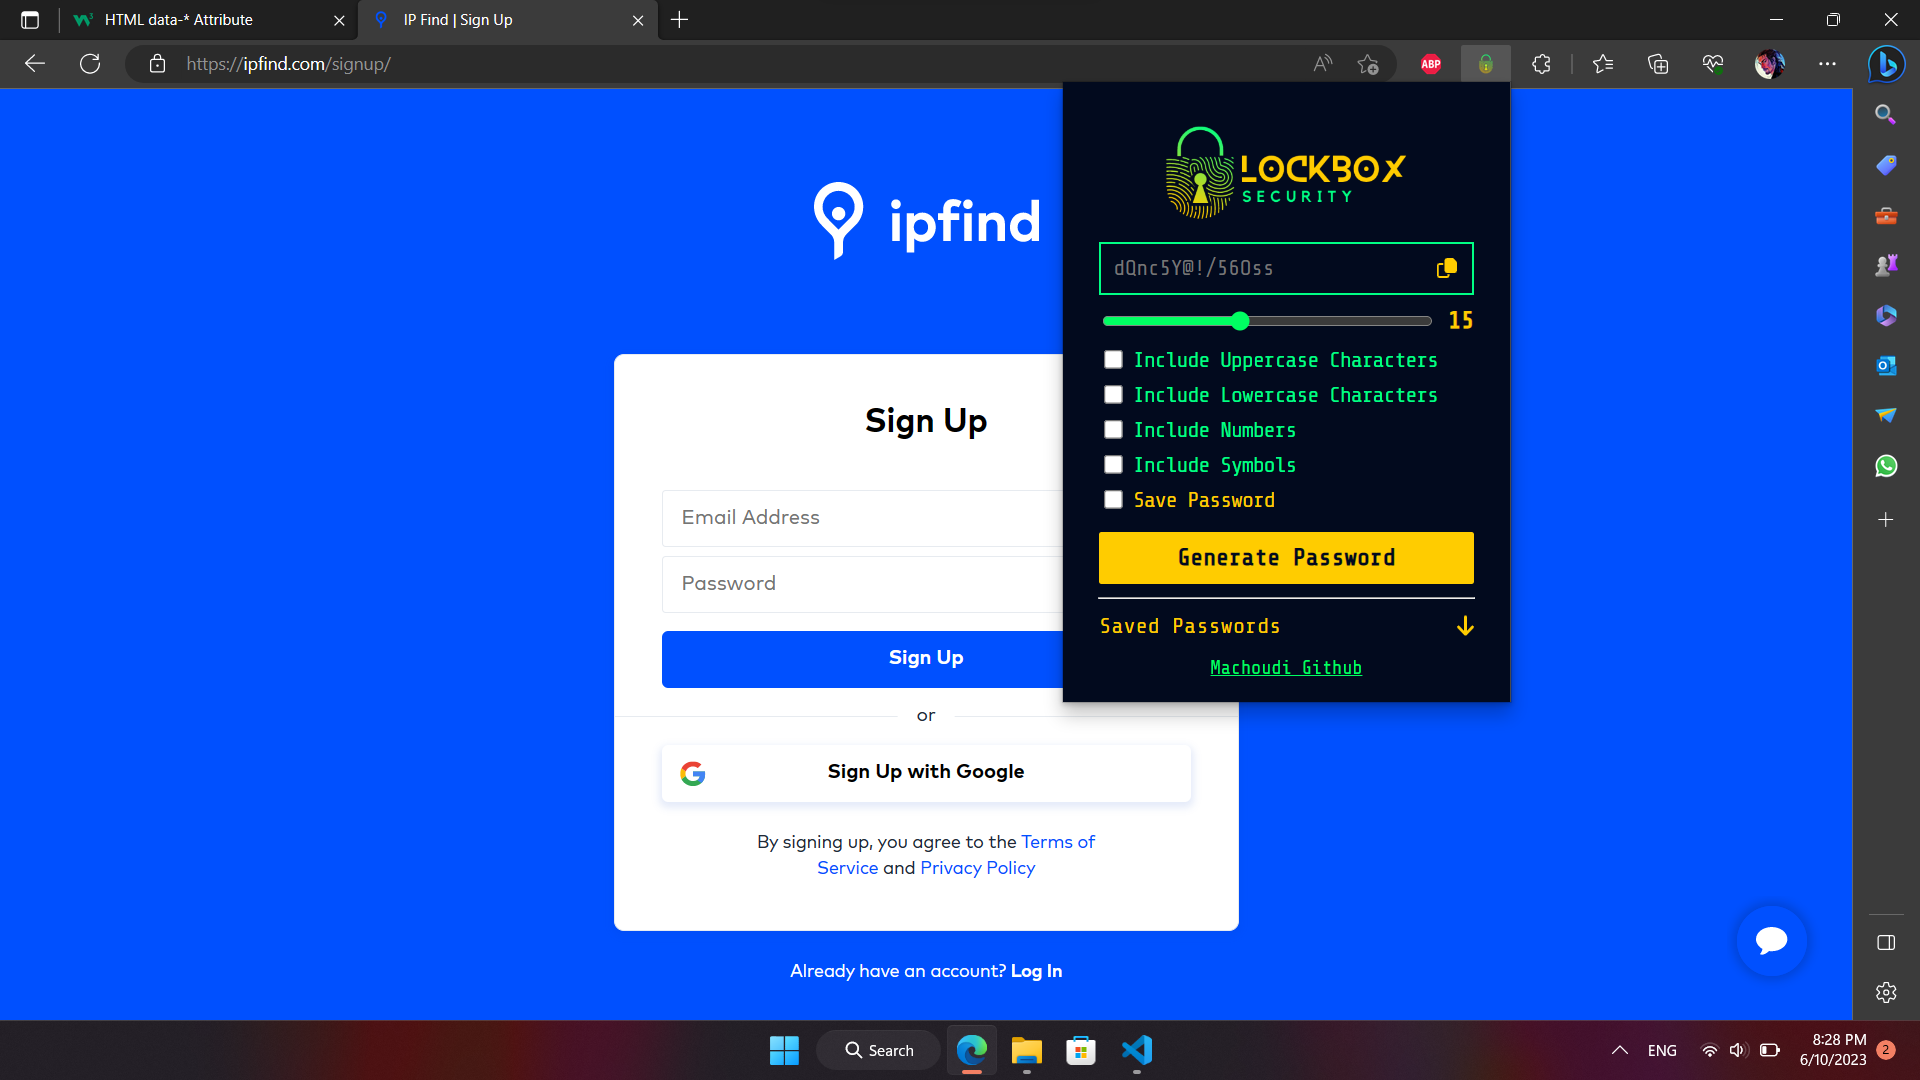 HTML data-* Attribute
IP Find | Sign Up
https://ipfind.com/signup/
ABP
ipfind
Sign Up
Email Address
Password
Sign Up
or
Sign Up with Google
By signing up, you agree to the Terms of
Service and Privacy Policy
Already have an account? Log In
LOCKBOX
SECURITY
dQnc5Y@!/56Oss
15
Include Uppercase Characters
Include Lowercase Characters
Include Numbers
Include Symbols
Save Password
Generate Password
Saved Passwords
Machoudi Github
Search
ENG
8:28 PM
6/10/2023
2